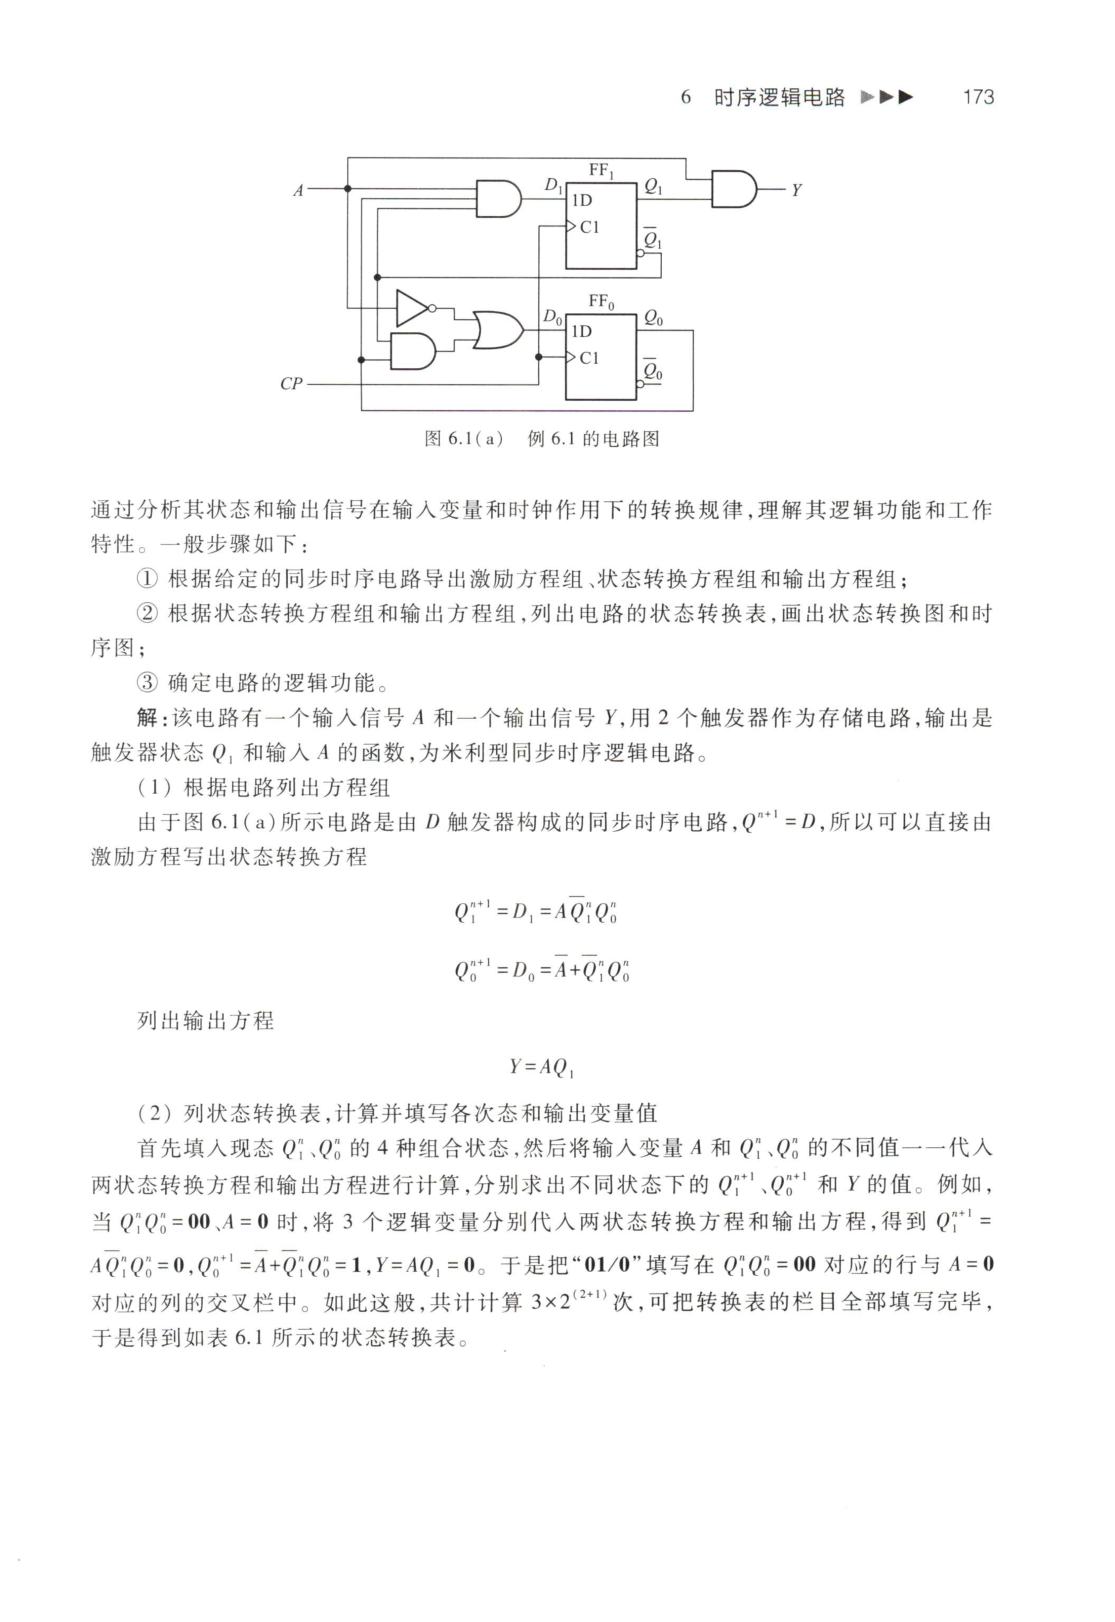 6 时序逻辑电路 ▶▶▶ 173
A
D₁
FF₁
1D
C1
Q₁
Q̅₁
Y
D₀
FF₀
1D
C1
Q₀
Q̅₀
CP
图 6.1(a) 例 6.1 的电路图
通过分析其状态和输出信号在输入变量和时钟作用下的转换规律,理解其逻辑功能和工作
特性。一般步骤如下:
① 根据给定的同步时序电路导出激励方程组、状态转换方程组和输出方程组;
② 根据状态转换方程组和输出方程组,列出电路的状态转换表,画出状态转换图和时
序图;
③ 确定电路的逻辑功能。
解:该电路有一个输入信号 A 和一个输出信号 Y,用 2 个触发器作为存储电路,输出是
触发器状态 Q₁ 和输入 A 的函数,为米利型同步时序逻辑电路。
(1) 根据电路列出方程组
由于图 6.1(a)所示电路是由 D 触发器构成的同步时序电路,Qⁿ⁺¹=D,所以可以直接由
激励方程写出状态转换方程
Q₁ⁿ⁺¹=D₁=AQ̅₁ⁿQ₀ⁿ
Q₀ⁿ⁺¹=D₀=A̅+Q̅₁ⁿQ₀ⁿ
列出输出方程
Y=AQ₁
(2) 列状态转换表,计算并填写各次态和输出变量值
首先填入现态 Q₁ⁿ、Q₀ⁿ 的 4 种组合状态,然后将输入变量 A 和 Q₁ⁿ、Q₀ⁿ 的不同值一一代入
两状态转换方程和输出方程进行计算,分别求出不同状态下的 Q₁ⁿ⁺¹、Q₀ⁿ⁺¹ 和 Y 的值。例如,
当 Q₁ⁿQ₀ⁿ=00、A=0 时,将 3 个逻辑变量分别代入两状态转换方程和输出方程,得到 Q₁ⁿ⁺¹=
AQ̅₁ⁿQ₀ⁿ=0,Q₀ⁿ⁺¹=A̅+Q̅₁ⁿQ₀ⁿ=1,Y=AQ₁=0。于是把“01/0”填写在 Q₁ⁿQ₀ⁿ=00 对应的行与 A=0
对应的列的交叉栏中。如此这般,共计计算 3×2⁽²⁺¹⁾ 次,可把转换表的栏目全部填写完毕,
于是得到如表 6.1 所示的状态转换表。